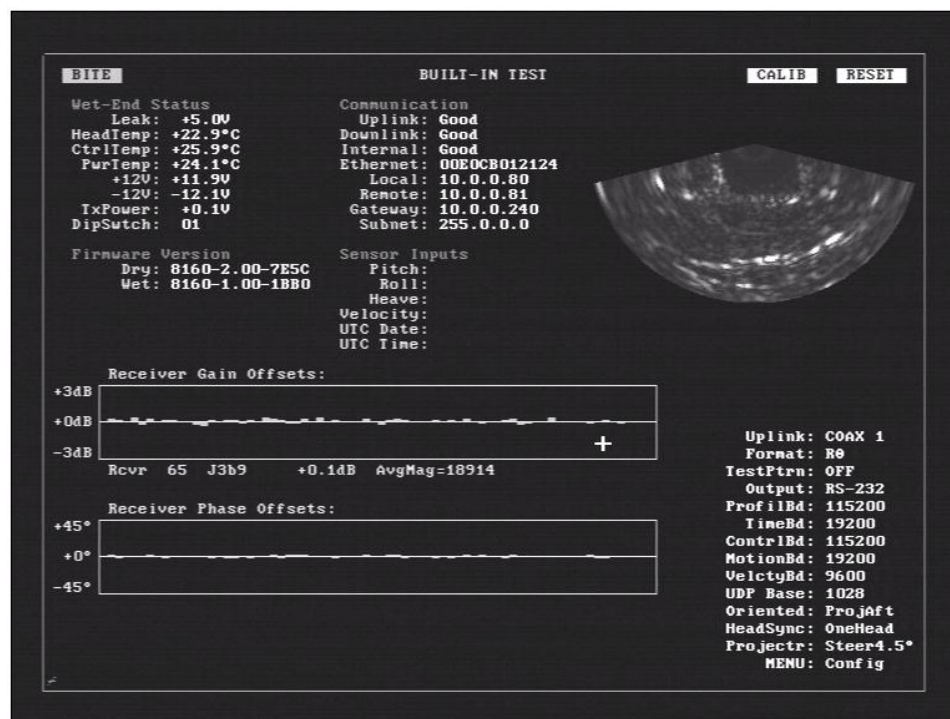 BITE BUILT-IN TEST CALIB RESET
Wet-End Status
Leak: +5.0V
HeadTemp: +22.9°C
CtrlTemp: +25.9°C
PwrTemp: +24.1°C
+12V: +11.9V
-12V: -12.1V
TxPower: +0.1V
DipSwtch: 01
Communication
Uplink: Good
Downlink: Good
Internal: Good
Ethernet: 00E0CB012124
Local: 10.0.0.80
Remote: 10.0.0.81
Gateway: 10.0.0.240
Subnet: 255.0.0.0
Firmware Version
Dry: 8160-2.00-7E5C
Wet: 8160-1.00-1BB0
Sensor Inputs
Pitch:
Roll:
Heave:
Velocity:
UTC Date:
UTC Time:
Receiver Gain Offsets:
+3dB
+0dB
-3dB
Rcvr 65 J3b9 +0.1dB AvgMag=18914
Receiver Phase Offsets:
+45°
+0°
-45°
Uplink: COAX 1
Format: Rθ
TestPtrn: OFF
Output: RS-232
ProfilBd: 115200
TimeBd: 19200
ContrlBd: 115200
MotionBd: 19200
VelctyBd: 9600
UDP Base: 1028
Oriented: ProjAft
HeadSync: OneHead
Projectr: Steer4.5°
MENU: Config